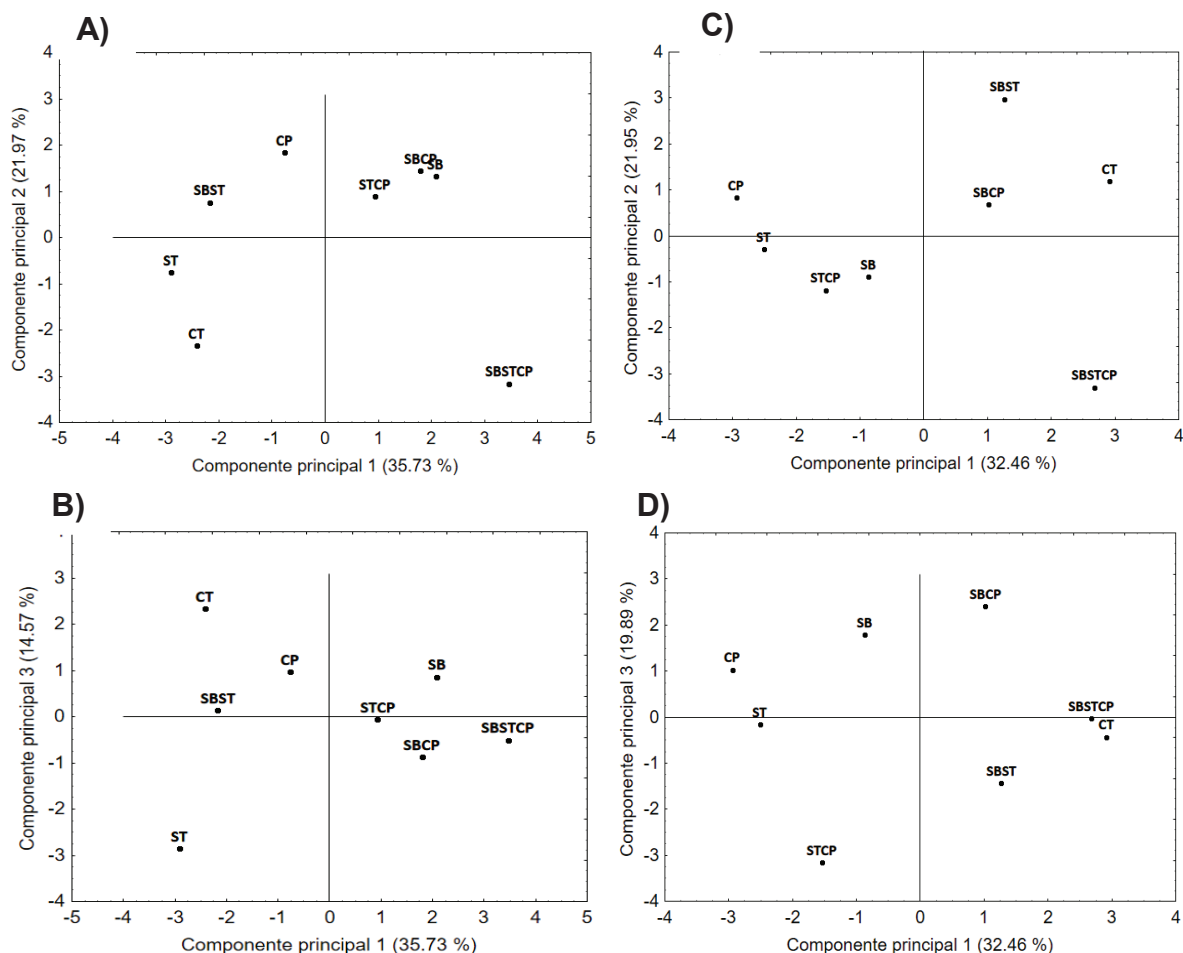 A)
4
3
2
1
0
-1
-2
-3
-4
-5
-4
-3
-2
-1
0
1
2
3
4
5
Componente principal 2 (21.97 %)
Componente principal 1 (35.73 %)
CP
SBST
SBCP
SB
STCP
ST
CT
SBSTCP
C)
4
3
2
1
0
-1
-2
-3
-4
-4
-3
-2
-1
0
1
2
3
4
Componente principal 2 (21.95 %)
Componente principal 1 (32.46 %)
SBST
CT
CP
SBCP
ST
SB
STCP
SBSTCP
B)
3
2
1
0
-1
-2
-3
-4
-5
-4
-3
-2
-1
0
1
2
3
4
5
Componente principal 3 (14.57 %)
Componente principal 1 (35.73 %)
CT
CP
SB
SBST
STCP
SBSTCP
SBCP
ST
D)
4
3
2
1
0
-1
-2
-3
-4
-4
-3
-2
-1
0
1
2
3
4
Componente principal 3 (19.89 %)
Componente principal 1 (32.46 %)
SBCP
SB
CP
ST
SBSTCP
CT
SBST
STCP